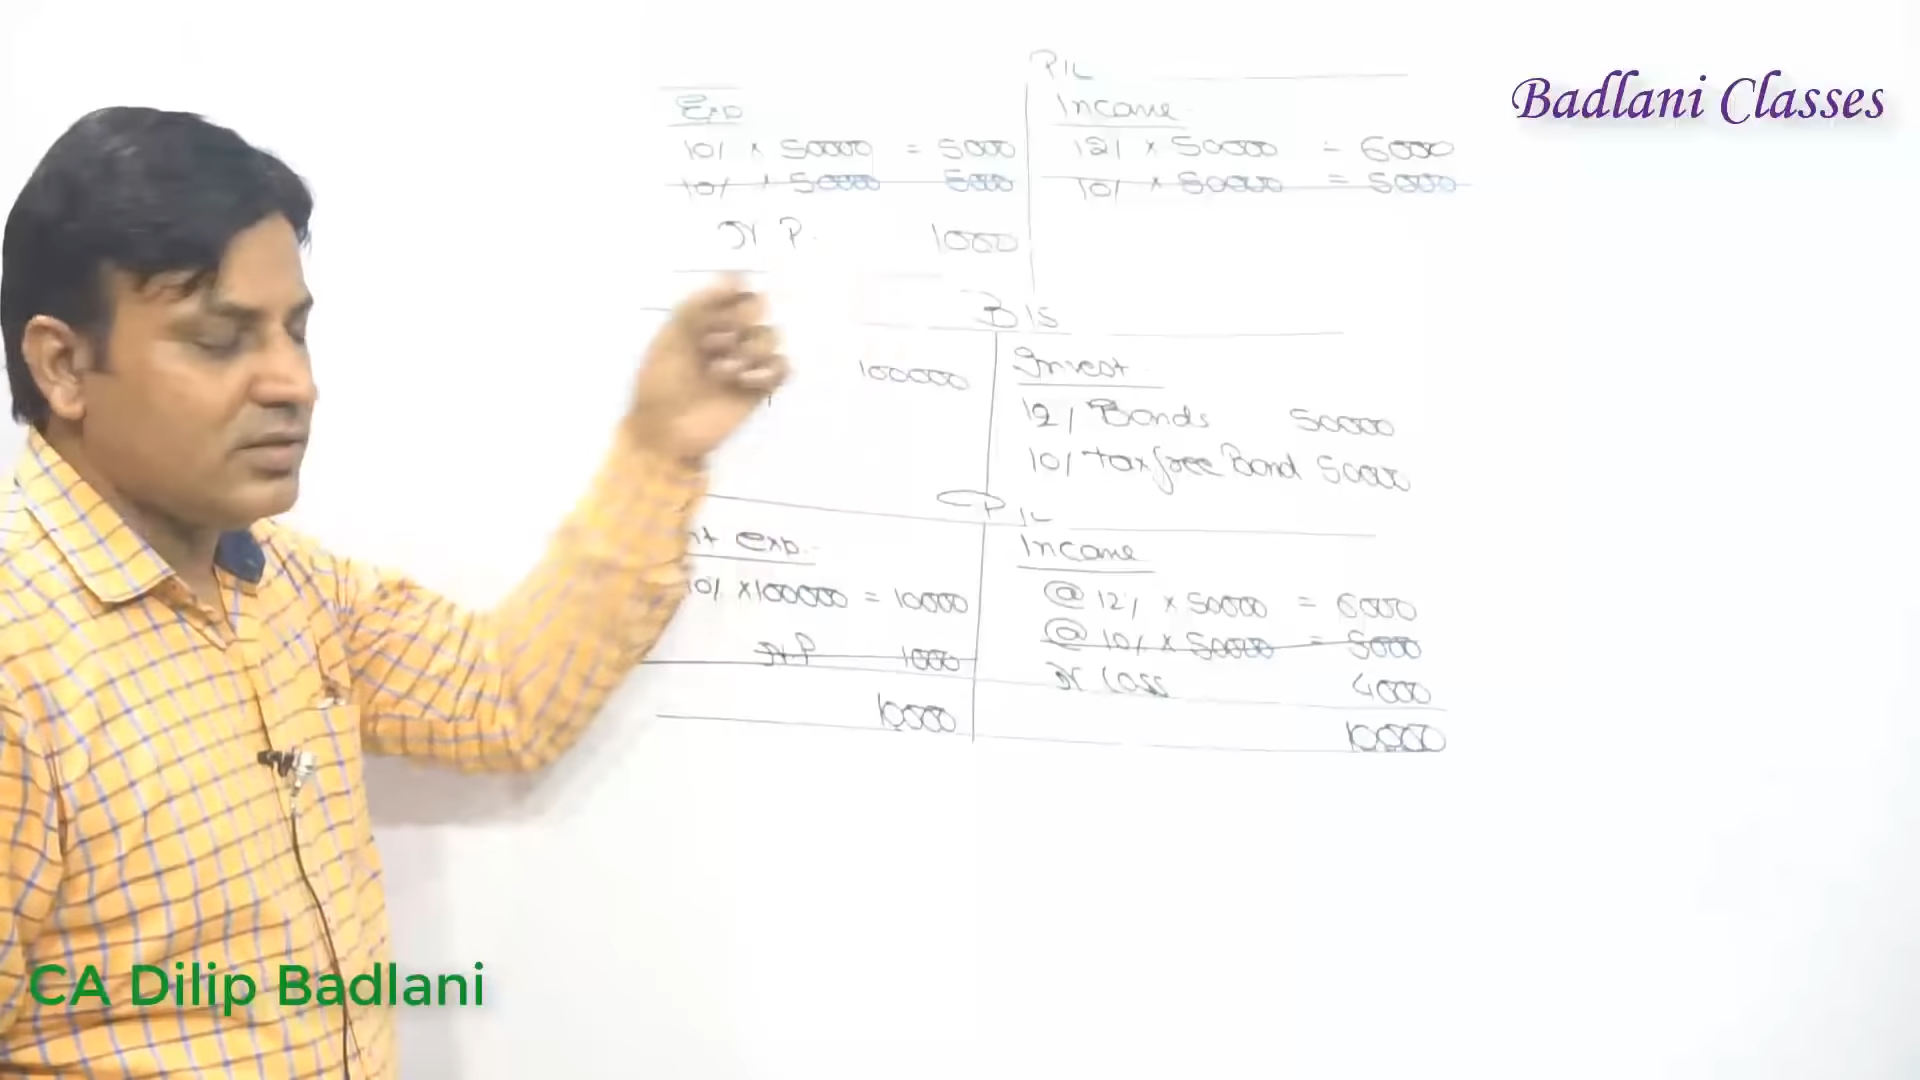 P/L
Badlani Classes
Exp
Income
10/ × 50000 = 5000
12/ × 50000 = 6000
10/ × 50000 5000
10/ × 50000 = 5000
N P. 1000
B/S
100000
Invest
12/ Bonds 50000
10/ taxfree Bond 50000
P/L
nt exp.
Income
10/ ×100000 = 10000
@ 12/ × 50000 = 6000
@ 10/ × 50000 = 5000
N P 1000
N Loss 4000
10000
10000
CA Dilip Badlani